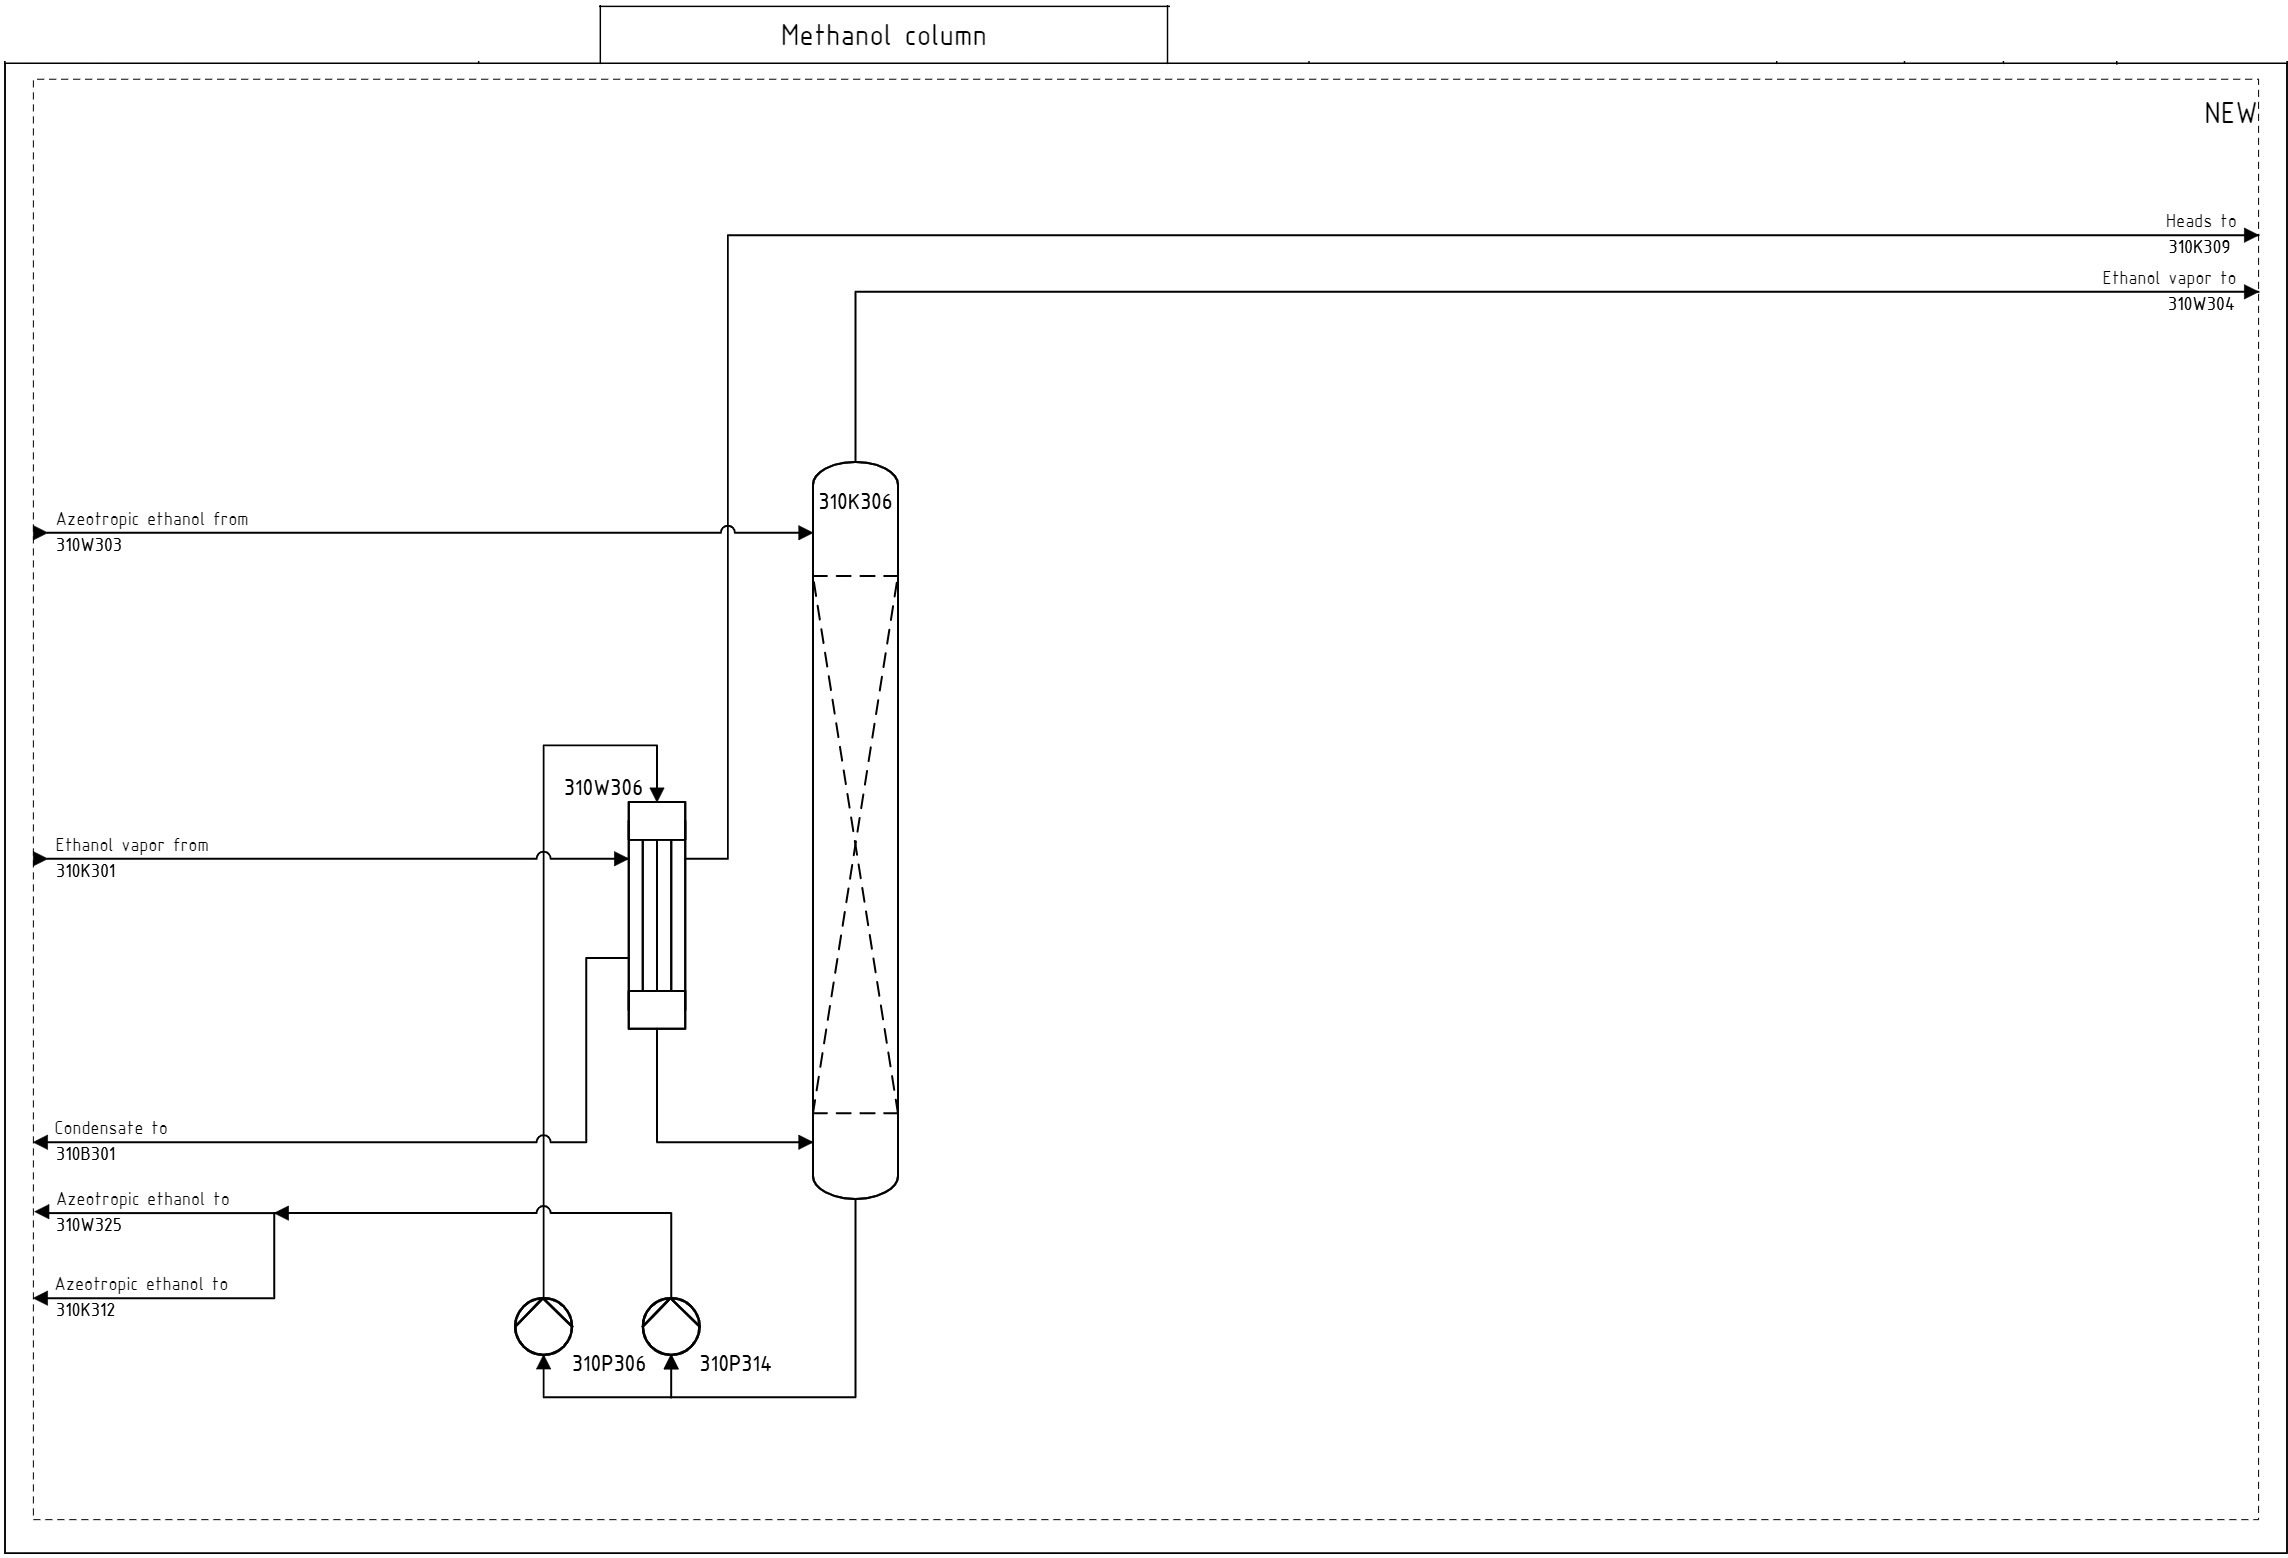 Methanol column
NEW
Heads to
310K309
Ethanol vapor to
310W304
310K306
Azeotropic ethanol from
310W303
310W306
Ethanol vapor from
310K301
Condensate to
310B301
Azeotropic ethanol to
310W325
Azeotropic ethanol to
310K312
310P306
310P314